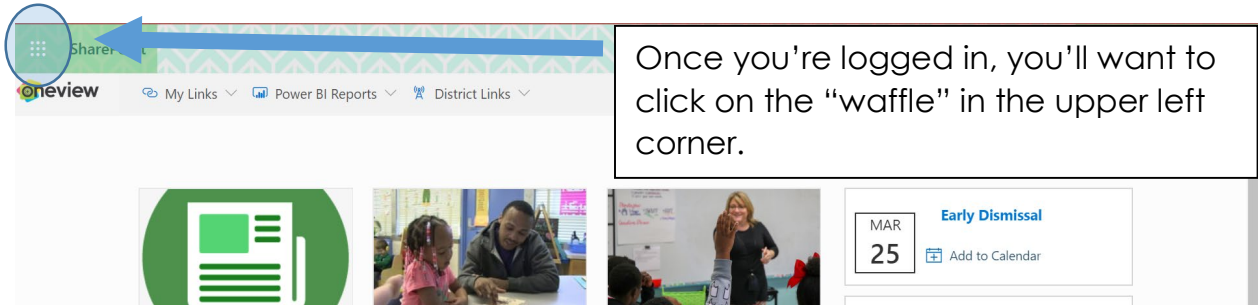 Once you're logged in, you'll want to
click on the “waffle” in the upper left
corner.
oneview
My Links
Power BI Reports
District Links
MAR
25
Early Dismissal
Add to Calendar